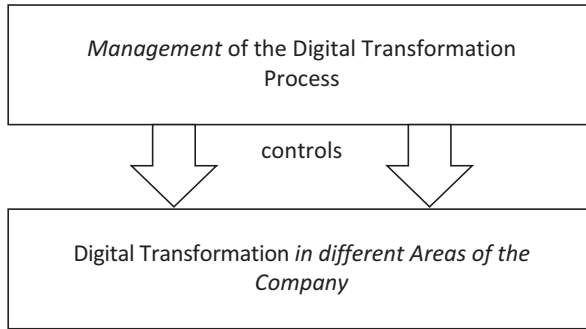 Management of the Digital Transformation
Process
controls
Digital Transformation in different Areas of the
Company